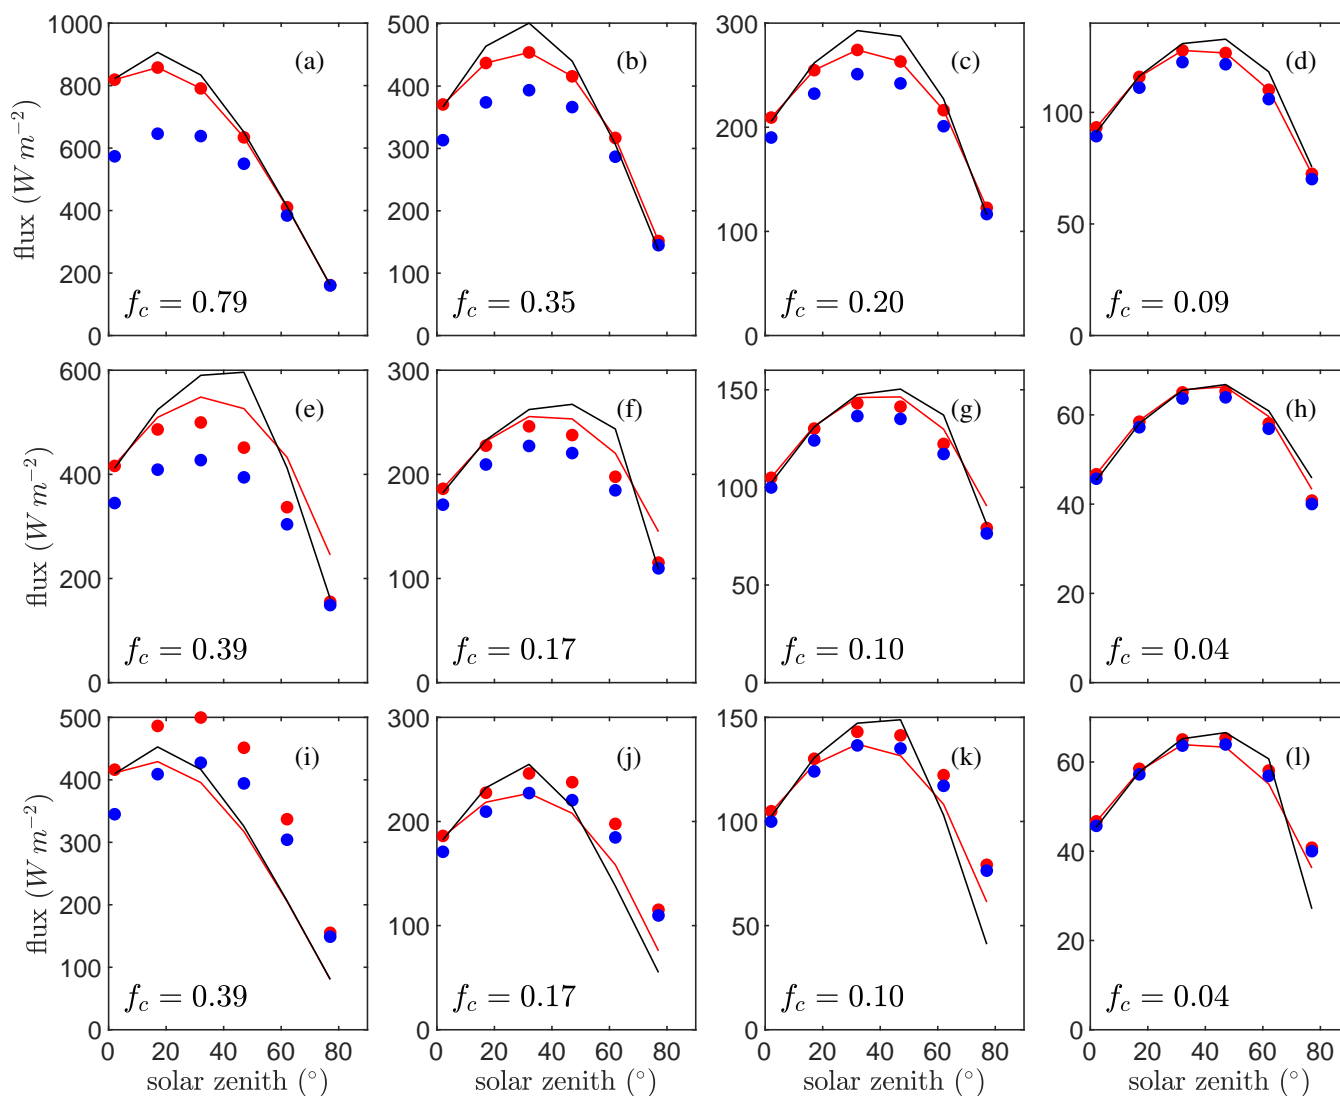 1000
800
600
400
200
0
flux (W m⁻²)
(a)
f_c = 0.79
500
400
300
200
100
0
(b)
f_c = 0.35
300
200
100
0
(c)
f_c = 0.20
100
50
0
(d)
f_c = 0.09
600
400
200
0
flux (W m⁻²)
(e)
f_c = 0.39
300
200
100
0
(f)
f_c = 0.17
150
100
50
0
(g)
f_c = 0.10
60
40
20
0
(h)
f_c = 0.04
500
400
300
200
100
0
flux (W m⁻²)
(i)
f_c = 0.39
0 20 40 60 80
solar zenith (°)
300
200
100
0
(j)
f_c = 0.17
0 20 40 60 80
solar zenith (°)
150
100
50
0
(k)
f_c = 0.10
0 20 40 60 80
solar zenith (°)
60
40
20
0
(l)
f_c = 0.04
0 20 40 60 80
solar zenith (°)